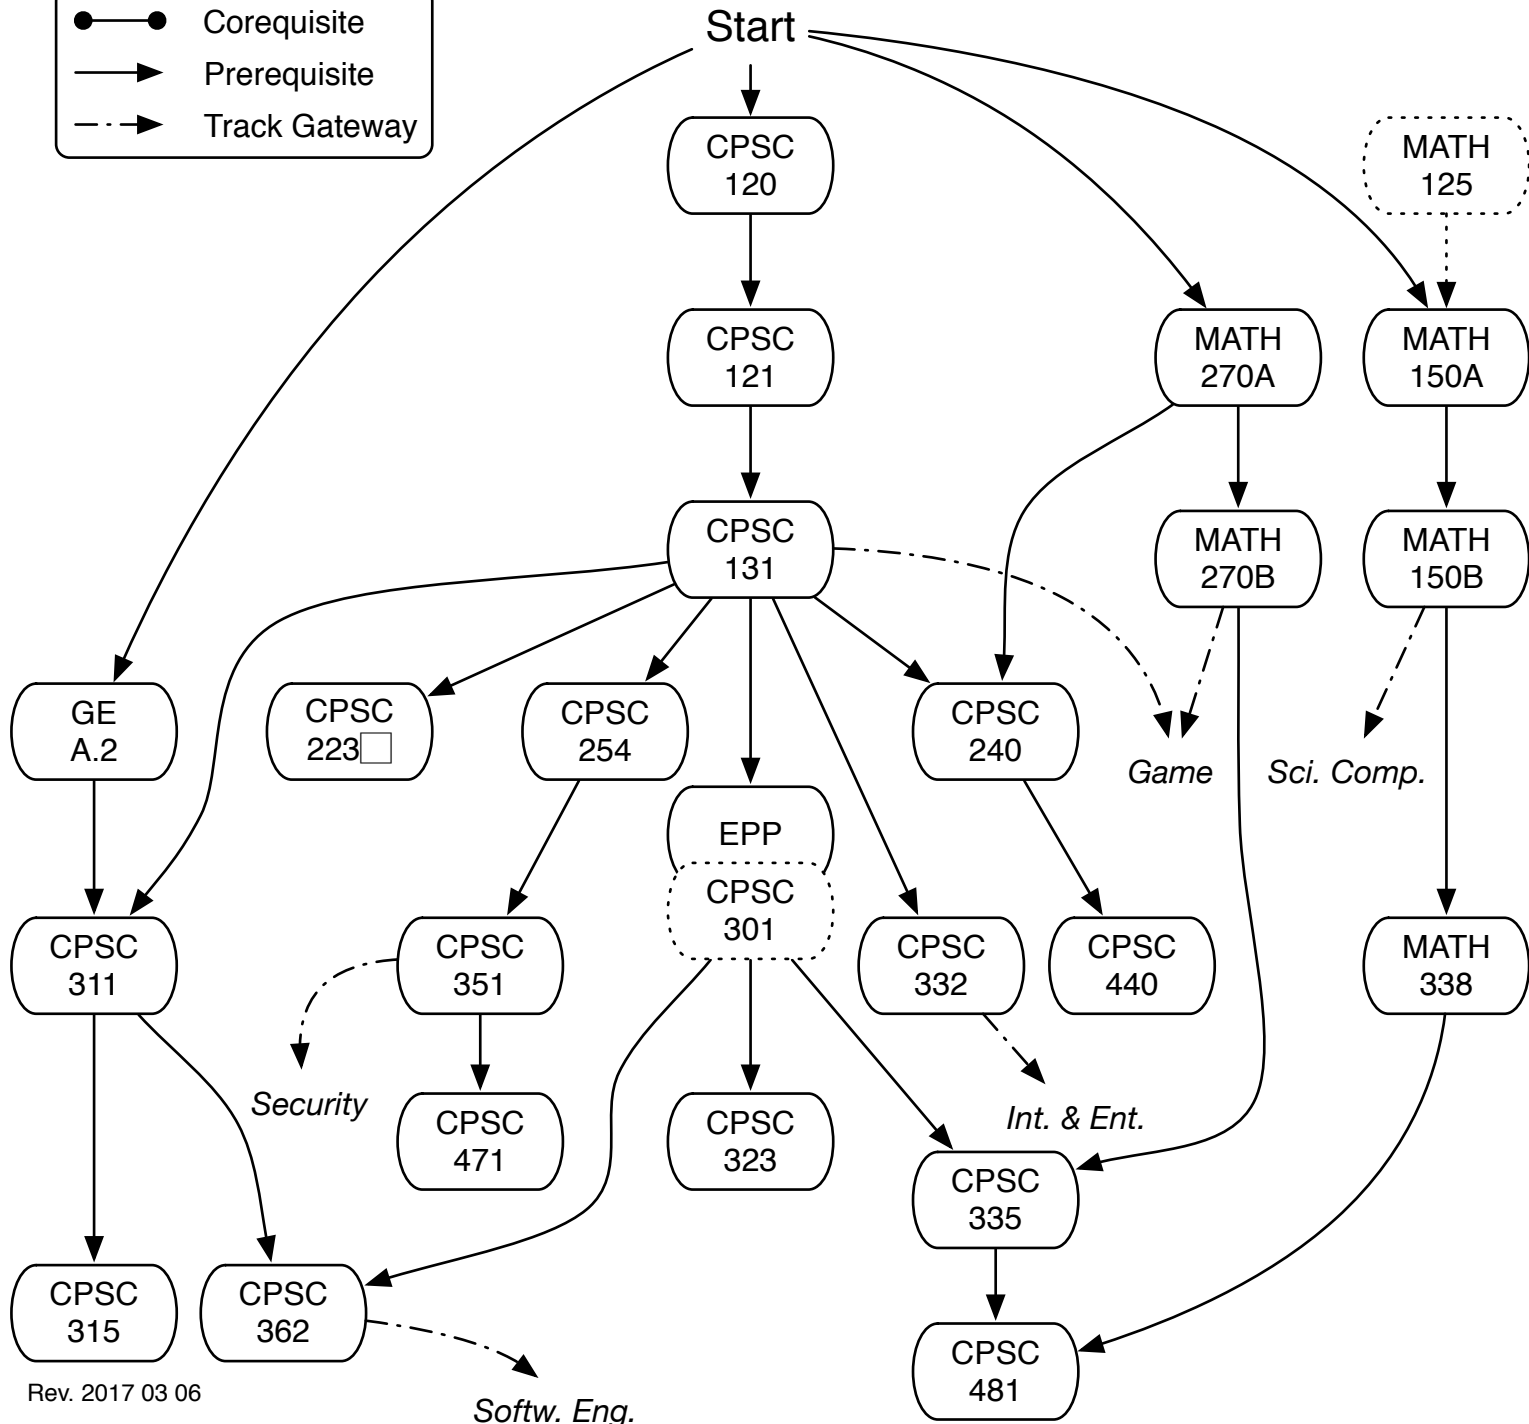 Corequisite
Prerequisite
Track Gateway
Start
CPSC
120
MATH
125
CPSC
121
MATH
270A
MATH
150A
CPSC
131
MATH
270B
MATH
150B
GE
A.2
CPSC
223
CPSC
254
CPSC
240
Game
Sci. Comp.
EPP
CPSC
301
CPSC
311
CPSC
351
CPSC
332
CPSC
440
MATH
338
Security
CPSC
471
CPSC
323
Int. & Ent.
CPSC
335
CPSC
315
CPSC
362
CPSC
481
Rev. 2017 03 06
Softw. Eng.